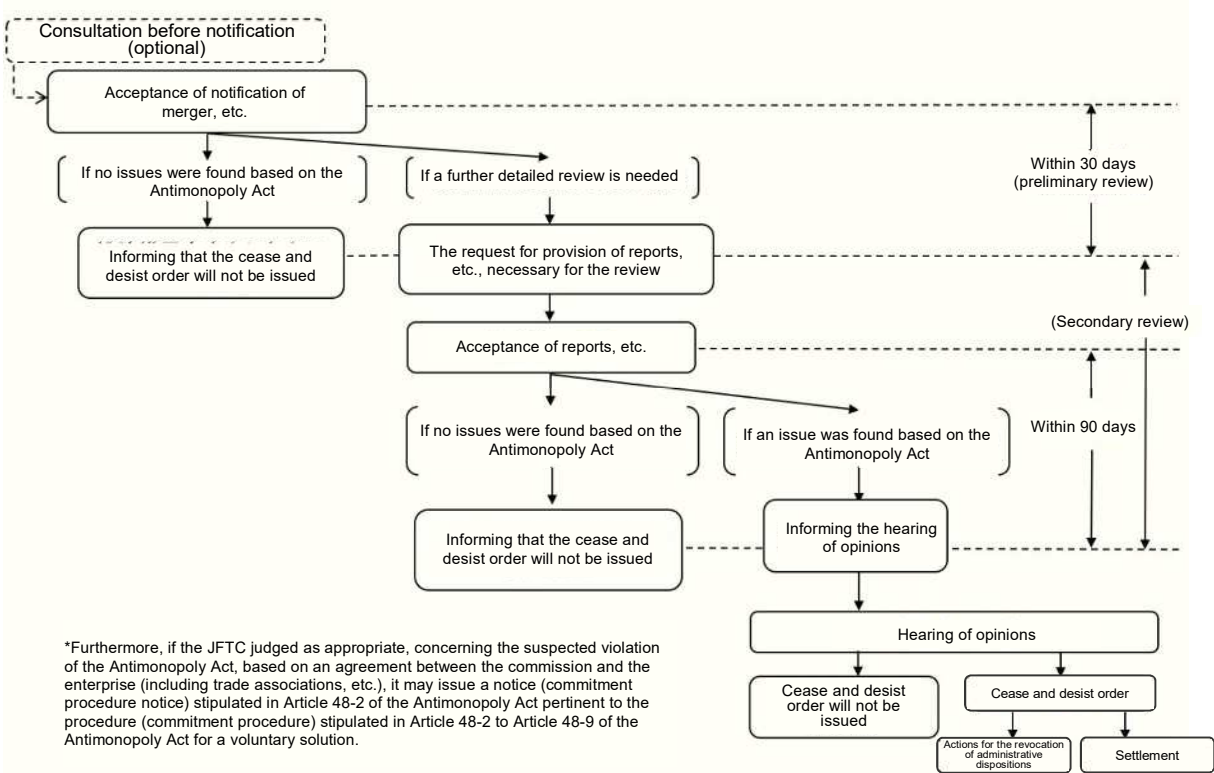 Consultation before notification
(optional)
Acceptance of notification of
merger, etc.
If no issues were found based on the
Antimonopoly Act
If a further detailed review is needed
Within 30 days
(preliminary review)
Informing that the cease and
desist order will not be issued
The request for provision of reports,
etc., necessary for the review
(Secondary review)
Acceptance of reports, etc.
If no issues were found based on the
Antimonopoly Act
If an issue was found based on the
Antimonopoly Act
Within 90 days
Informing that the cease and
desist order will not be issued
Informing the hearing
of opinions
Hearing of opinions
Cease and desist
order will not be
issued
Cease and desist order
Actions for the revocation
of administrative
dispositions
Settlement
*Furthermore, if the JFTC judged as appropriate, concerning the suspected violation
of the Antimonopoly Act, based on an agreement between the commission and the
enterprise (including trade associations, etc.), it may issue a notice (commitment
procedure notice) stipulated in Article 48-2 of the Antimonopoly Act pertinent to the
procedure (commitment procedure) stipulated in Article 48-2 to Article 48-9 of the
Antimonopoly Act for a voluntary solution.